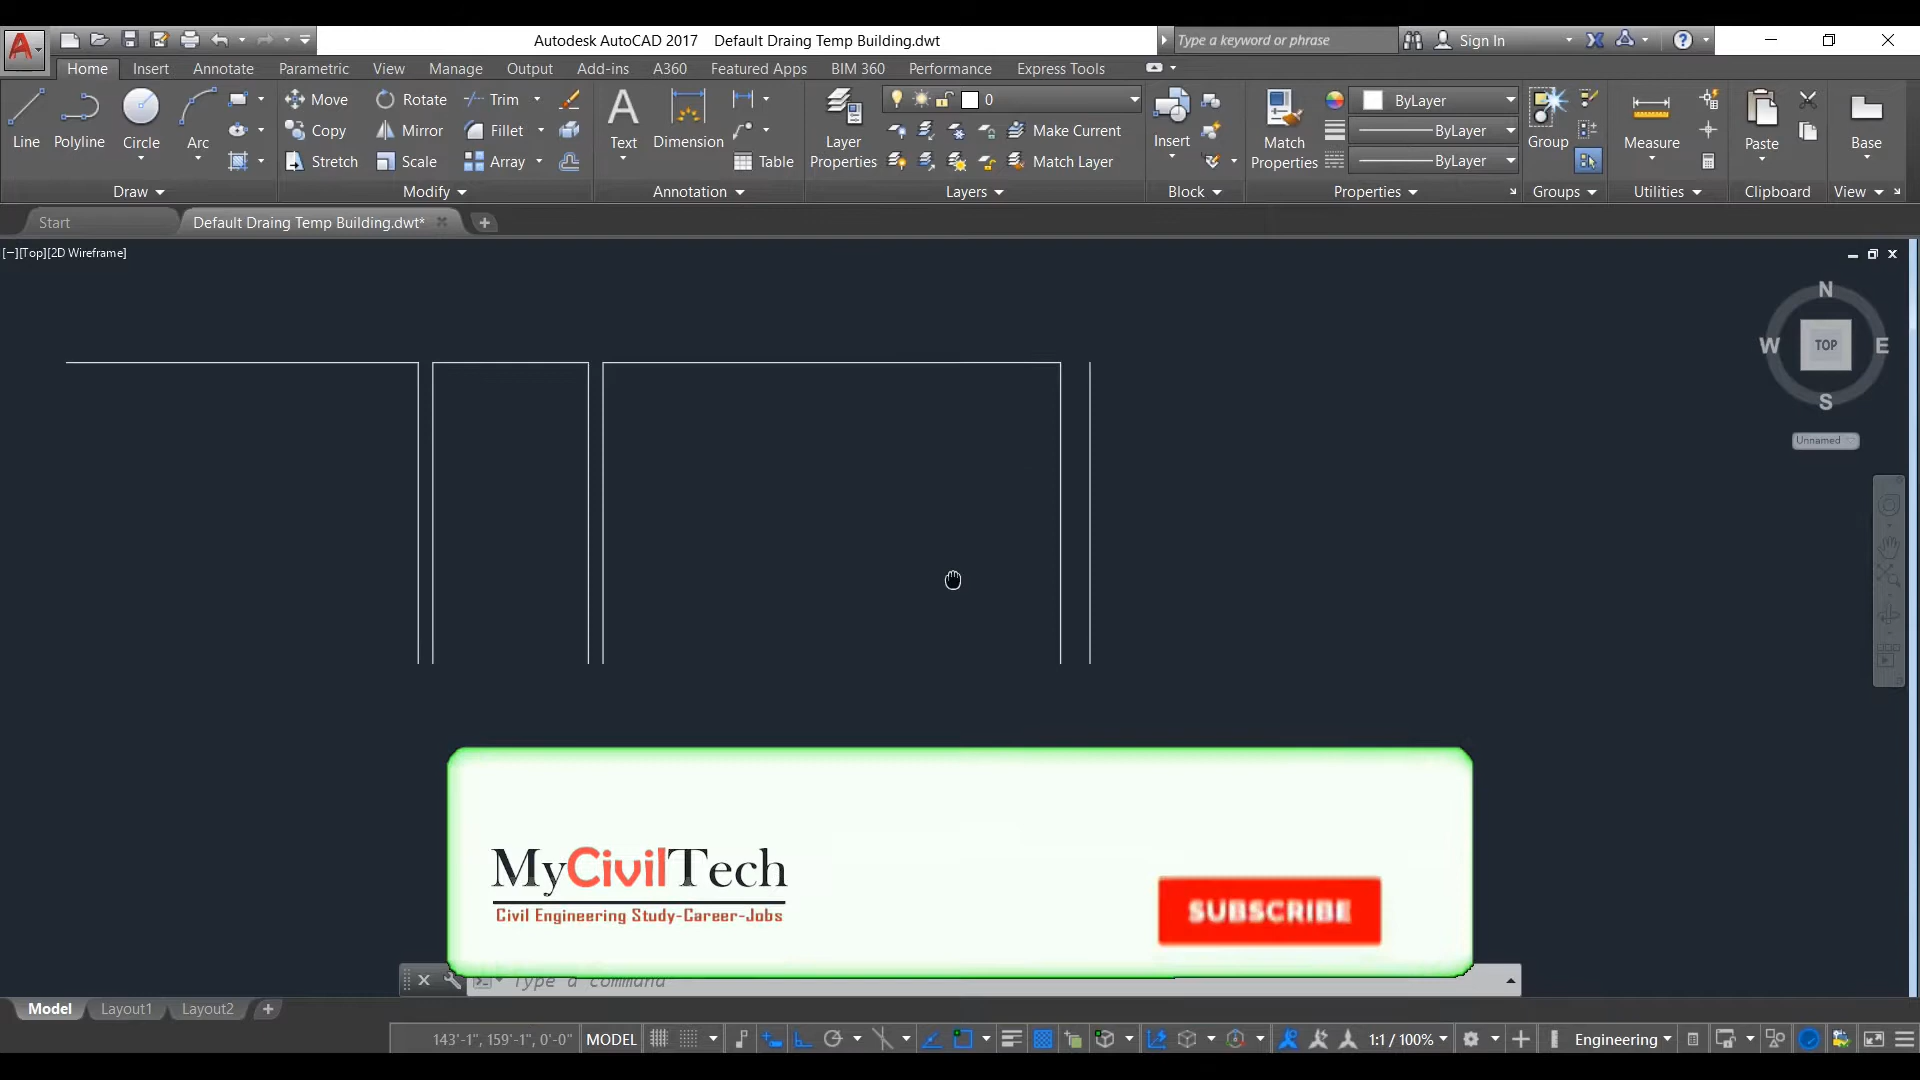 Autodesk AutoCAD 2017 Default Draing Temp Building.dwt
Type a keyword or phrase
Sign In
Home Insert Annotate Parametric View Manage Output Add-ins A360 Featured Apps BIM 360 Performance Express Tools
Line Polyline Circle Arc
Move Rotate Trim
Copy Mirror Fillet
Stretch Scale Array
Text Dimension Table
Layer Properties
0
Make Current
Match Layer
Insert
Match Properties
ByLayer
ByLayer
ByLayer
Group Measure Paste Base
Draw Modify Annotation Layers Block Properties Groups Utilities Clipboard View
Start Default Draing Temp Building.dwt*
[−][Top][2D Wireframe]
N
W TOP E
S
Unnamed
MyCivilTech
Civil Engineering Study-Career-Jobs
SUBSCRIBE
Type a command
Model Layout1 Layout2
143'-1", 159'-1", 0'-0" MODEL 1:1 / 100% Engineering